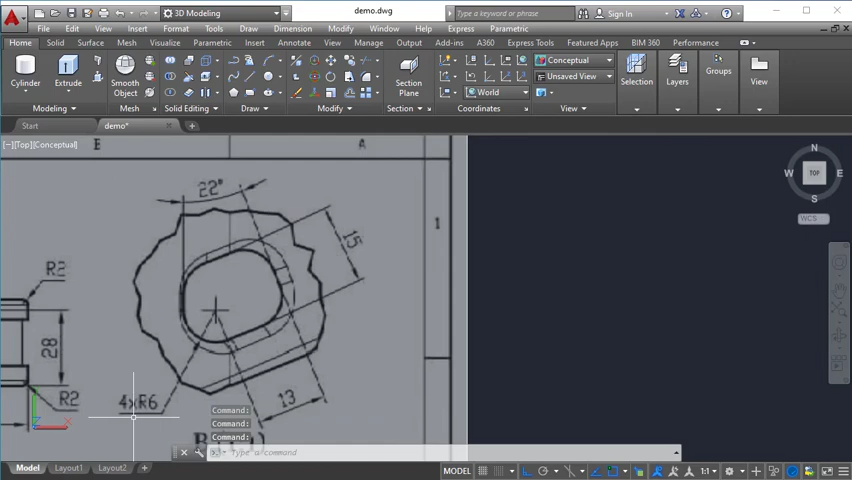 3D Modeling
demo.dwg
Type a keyword or phrase
Sign In
File Edit View Insert Format Tools Draw Dimension Modify Window Help Express Parametric
Home Solid Surface Mesh Visualize Parametric Insert Annotate View Manage Output Add-ins A360 Express Tools Featured Apps BIM 360 Performance
Cylinder Extrude Smooth Object Section Plane Conceptual Unsaved View World Selection Layers Groups View
Modeling Mesh Solid Editing Draw Modify Section Coordinates View
Start demo*
[−][Top][Conceptual]
E A
22°
15
1
R2
28
R2
4xR6
13
N
W TOP E
S
WCS
Command:
Command:
Command:
Type a command
X
Model Layout1 Layout2 +
MODEL 1:1